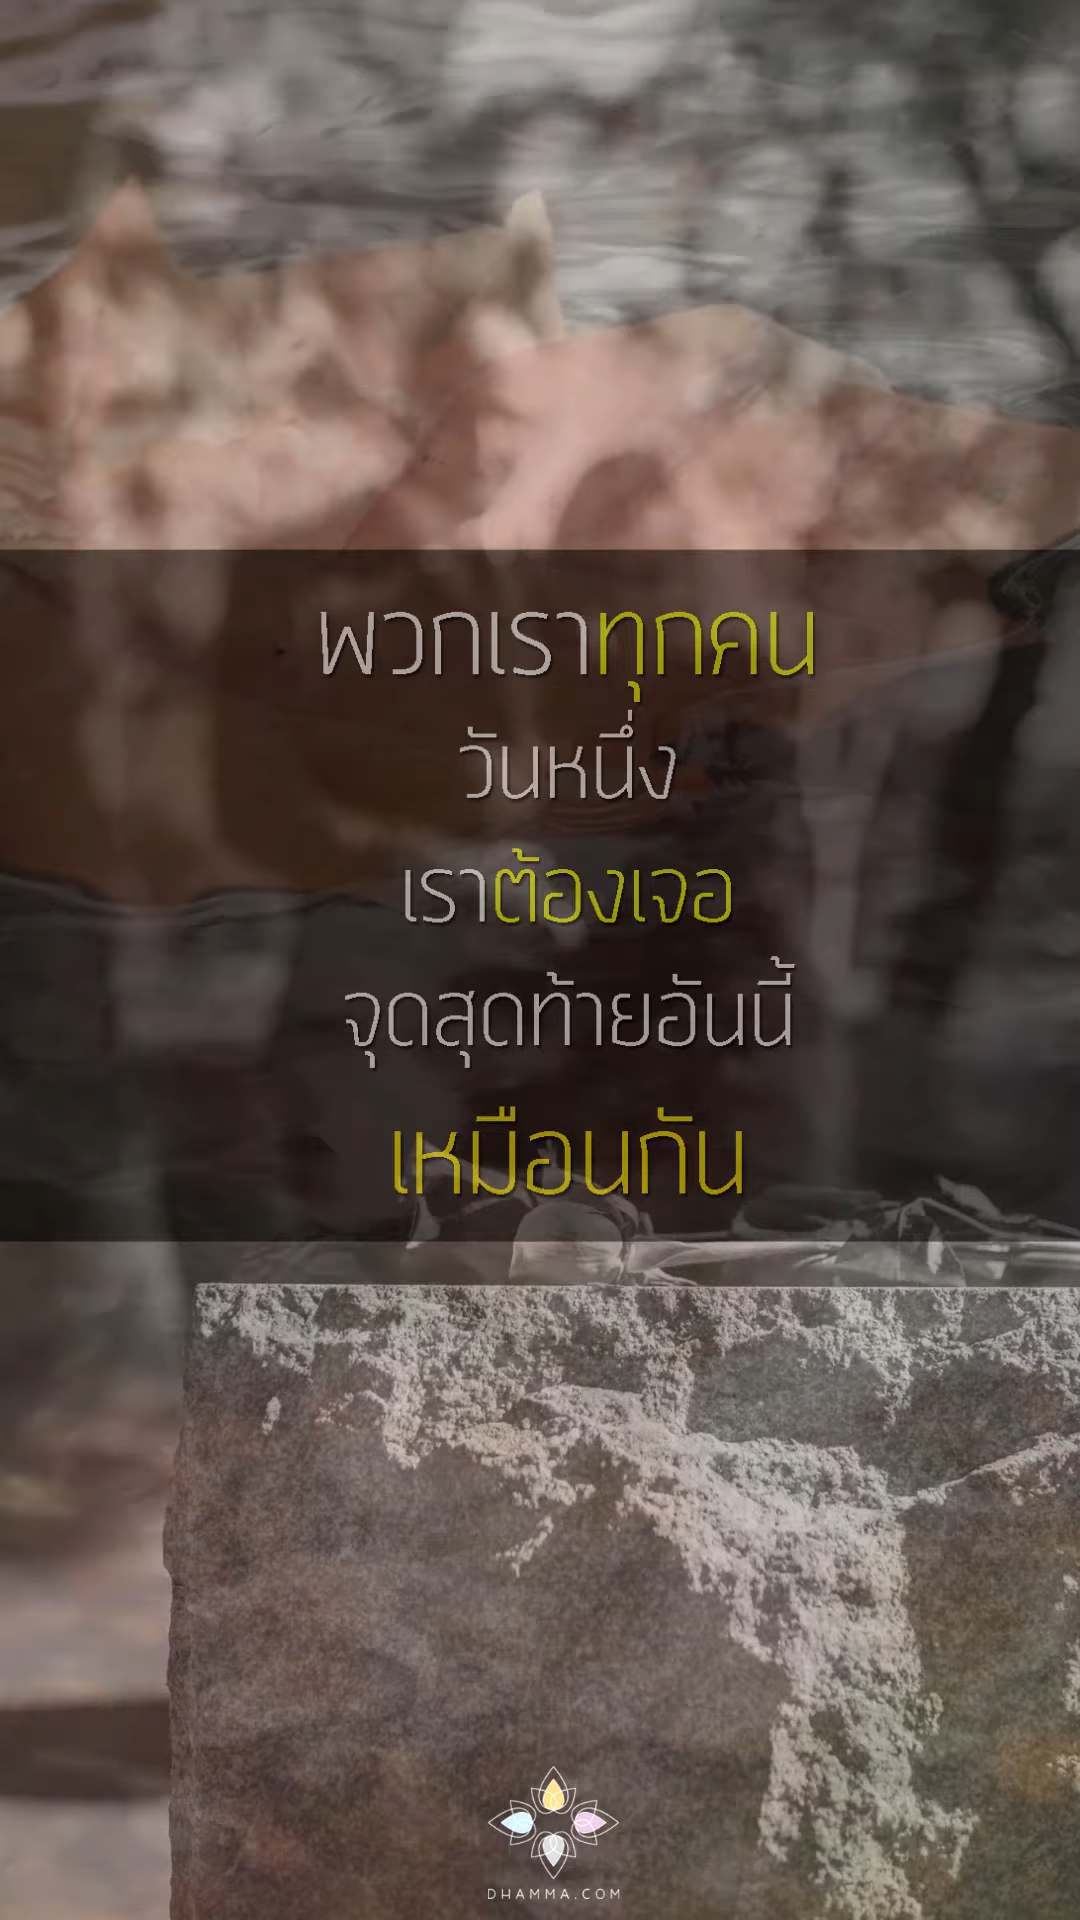 พวกเราทุกคน
วันหนึ่ง
เราต้องเจอ
จุดสุดท้ายอันนี้
เหมือนกัน
DHAMMA.COM